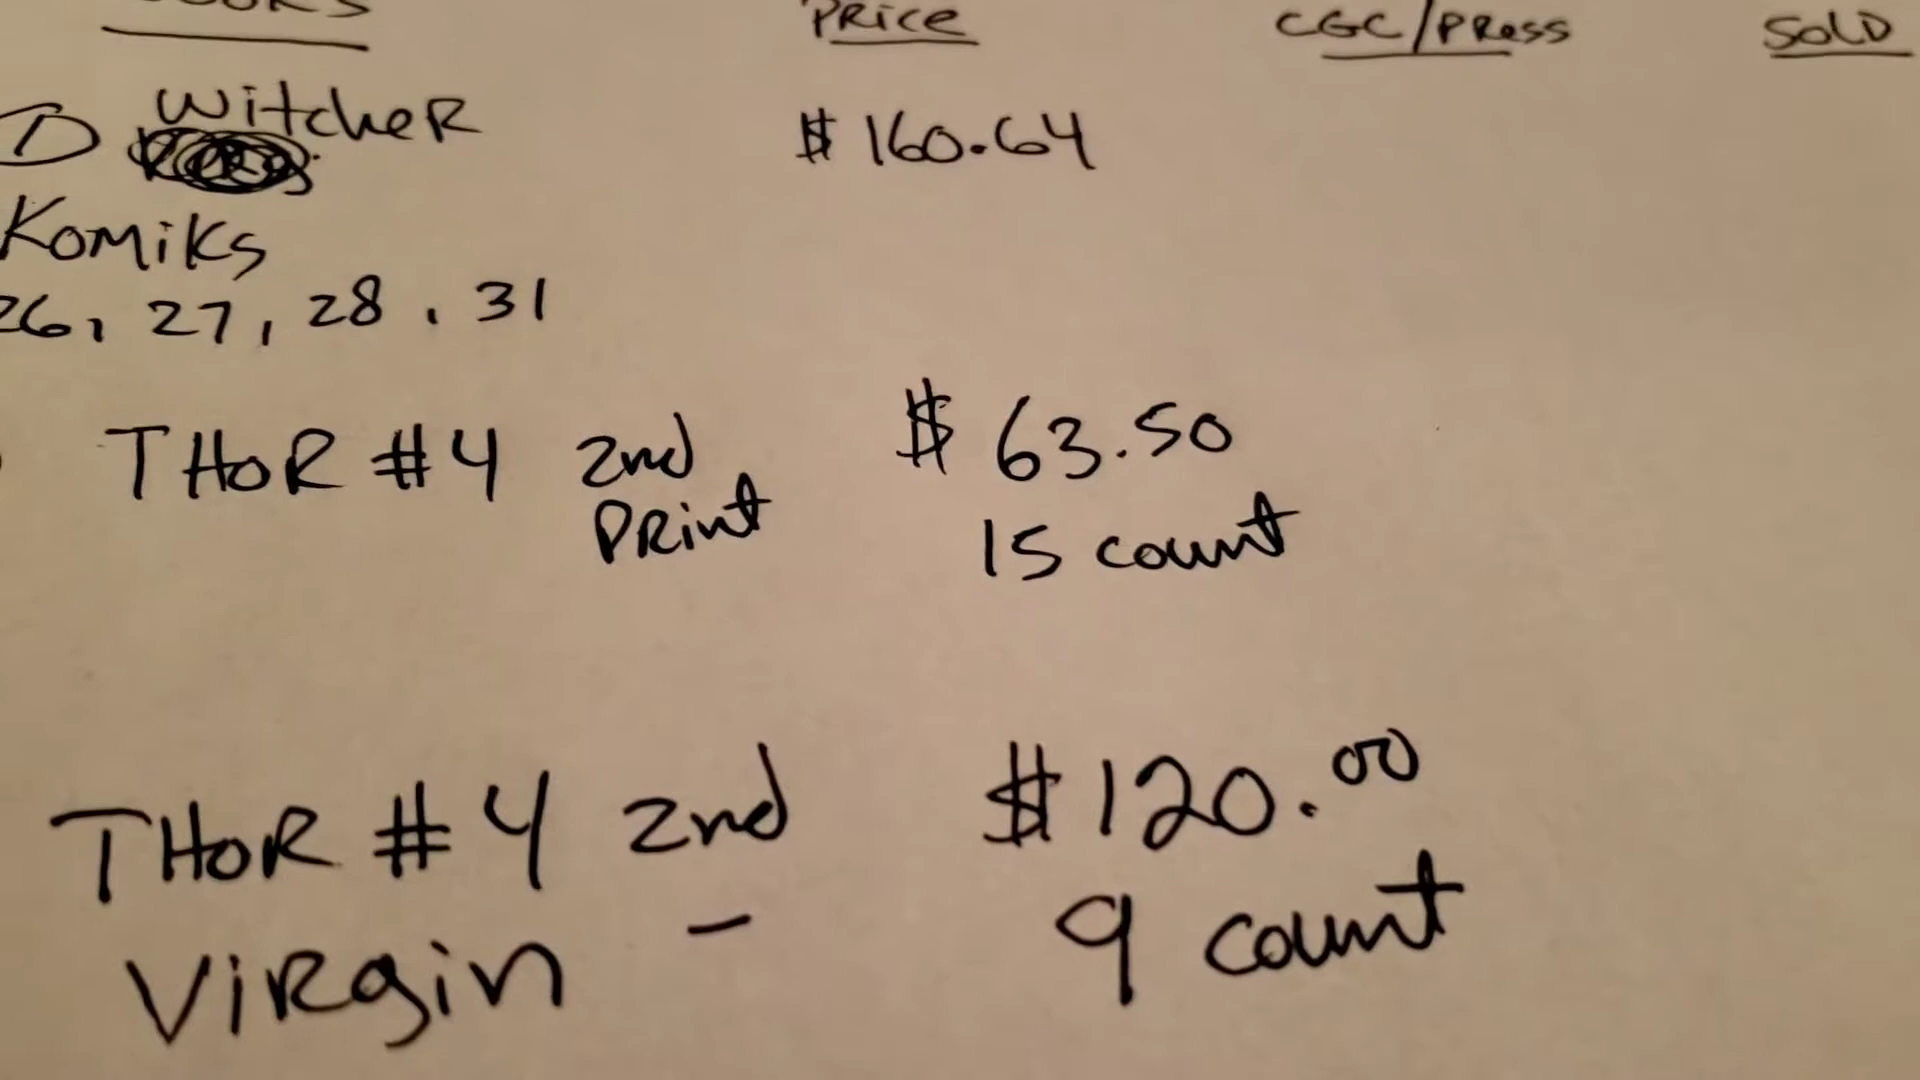 PRICE CGC/PRess SOLD
1) WitcheR $ 160.64
KomiKs
26, 27, 28, 31
THOR #4 2nd $ 63.50
PRint 15 count
THOR #4 2nd $120.00
ViRgin - 9 count